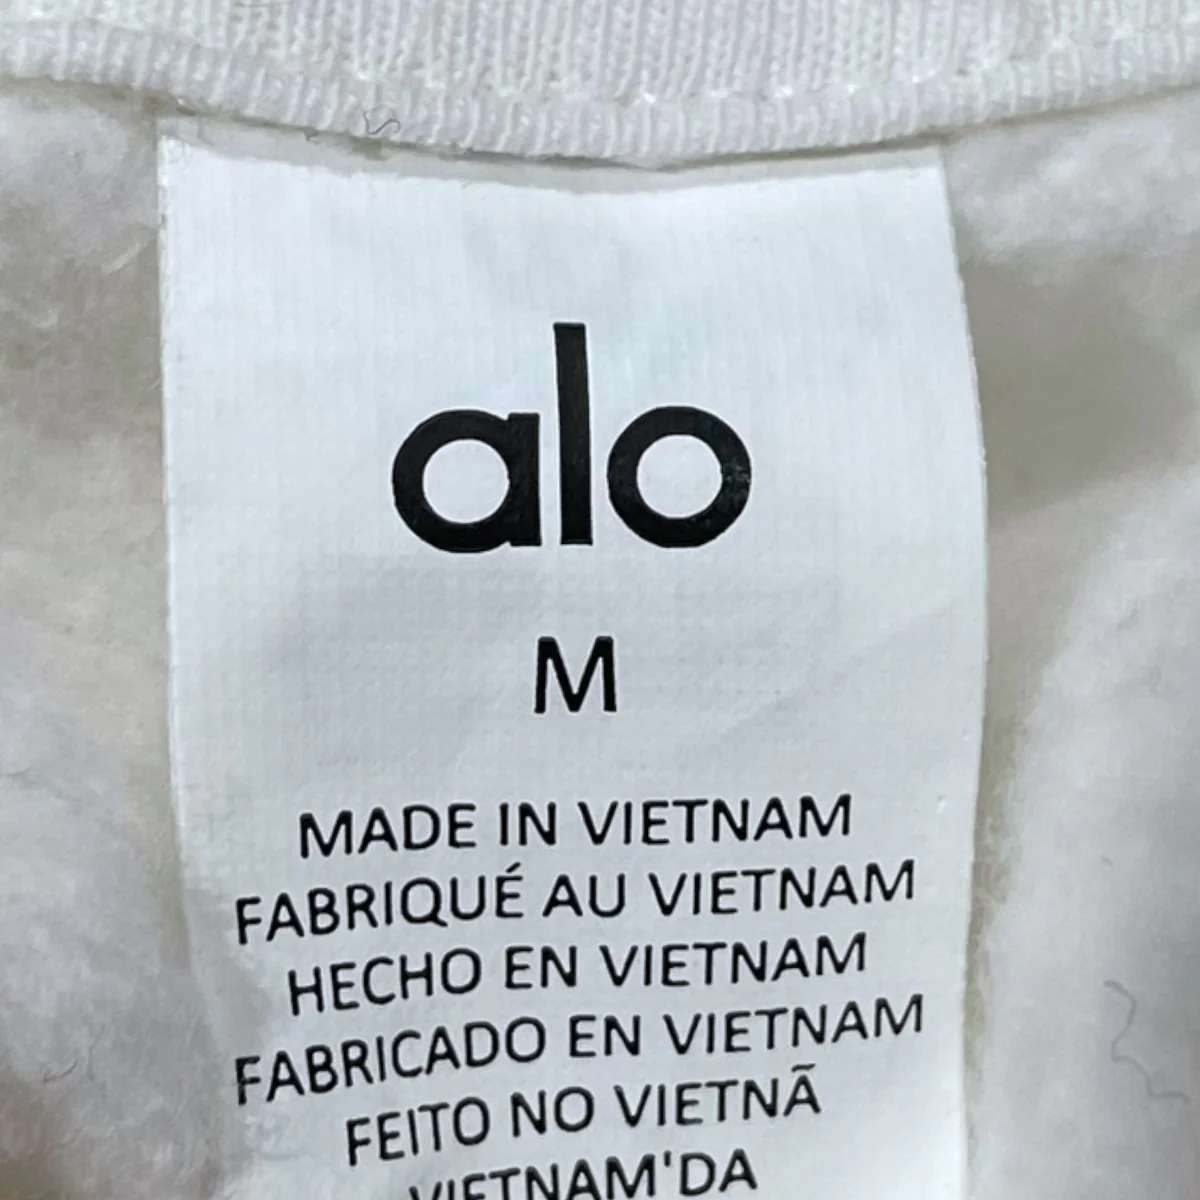 alo
M
MADE IN VIETNAM
FABRIQUÉ AU VIETNAM
HECHO EN VIETNAM
FABRICADO EN VIETNAM
FEITO NO VIETNÃ
VIETNAM'DA